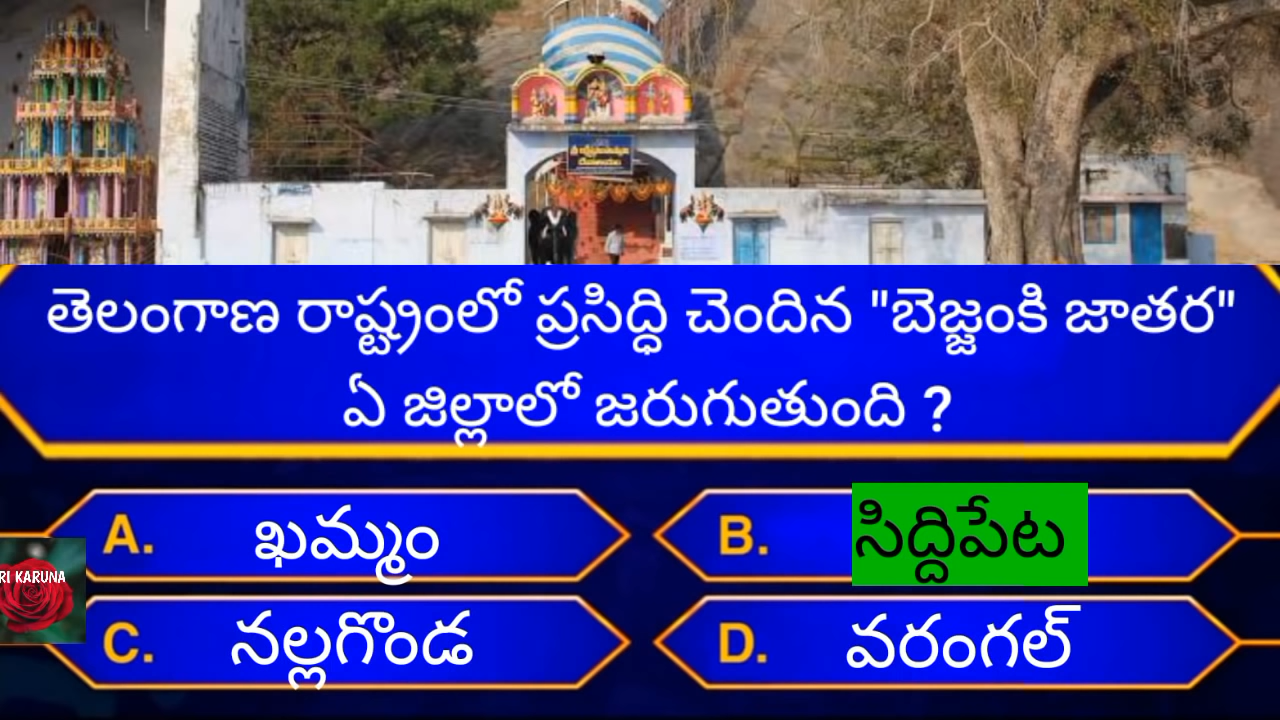 తెలంగాణ రాష్ట్రంలో ప్రసిద్ధి చెందిన "బెజ్జంకి జాతర"
ఏ జిల్లాలో జరుగుతుంది ?
A. ఖమ్మం
B. సిద్దిపేట
C. నల్లగొండ
D. వరంగల్
RI KARUNA